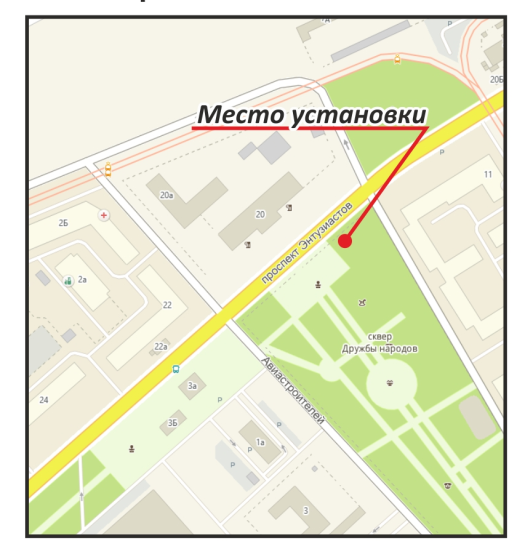 P
20Б
Место установки
P
11
20а
20
2Б
проспект Энтузиастов
2а
22
сквер
Дружбы народов
22а
Авиастроителей
3а
24
P
3Б
P
1а
P
P
3